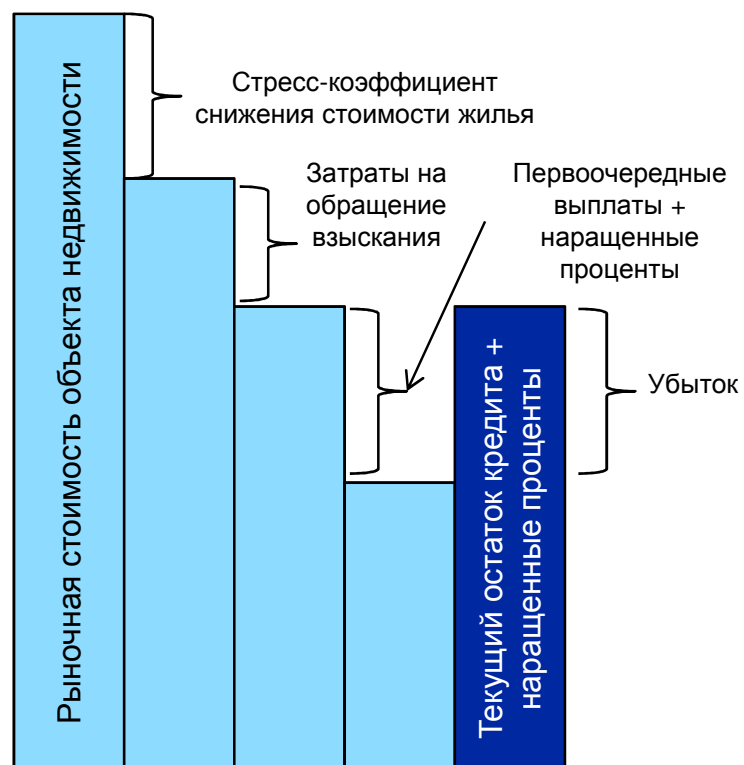 Стресс-коэффициент
снижения стоимости жилья
Затраты на
обращение
взыскания
Первоочередные
выплаты +
наращенные
проценты
Убыток
Рыночная стоимость объекта недвижимости
Текущий остаток кредита +
наращенные проценты